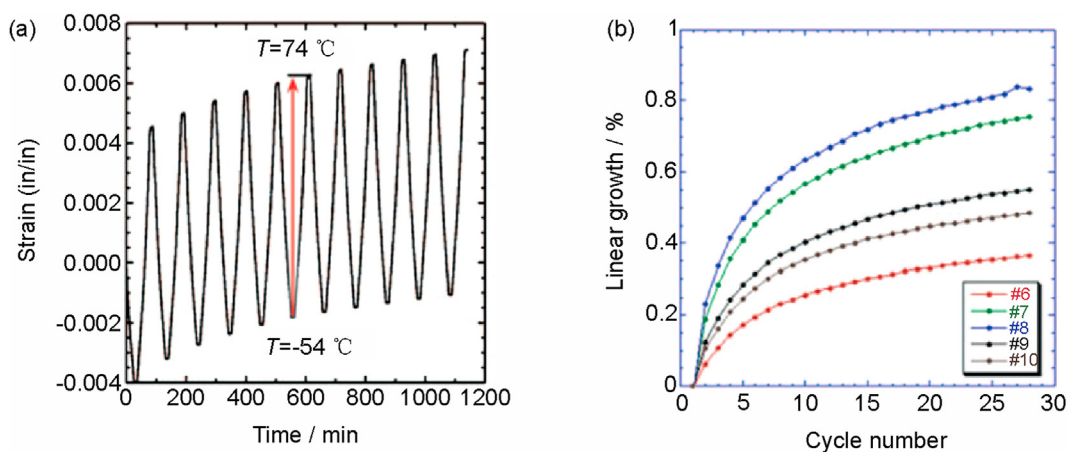 (a)
0.008
0.006
0.004
0.002
0.000
-0.002
-0.004
Strain (in/in)
T=74 ℃
T=-54 ℃
0 200 400 600 800 1000 1200
Time / min
(b)
1
0.8
0.6
0.4
0.2
0
Linear growth / %
#6
#7
#8
#9
#10
0 5 10 15 20 25 30
Cycle number